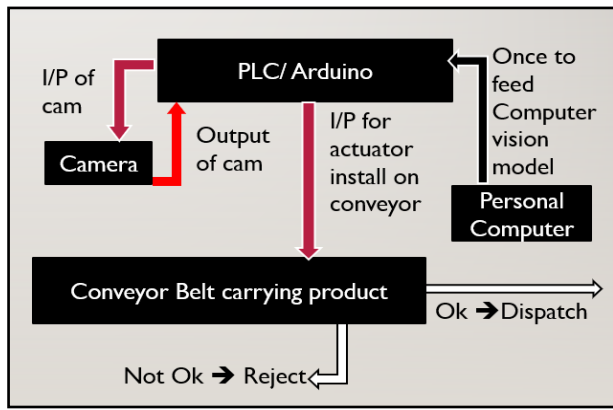 PLC/ Arduino
I/P of
cam
Camera
Output
of cam
I/P for
actuator
install on
conveyor
Once to
feed
Computer
vision
model
Personal
Computer
Conveyor Belt carrying product
Ok ➔ Dispatch
Not Ok ➔ Reject